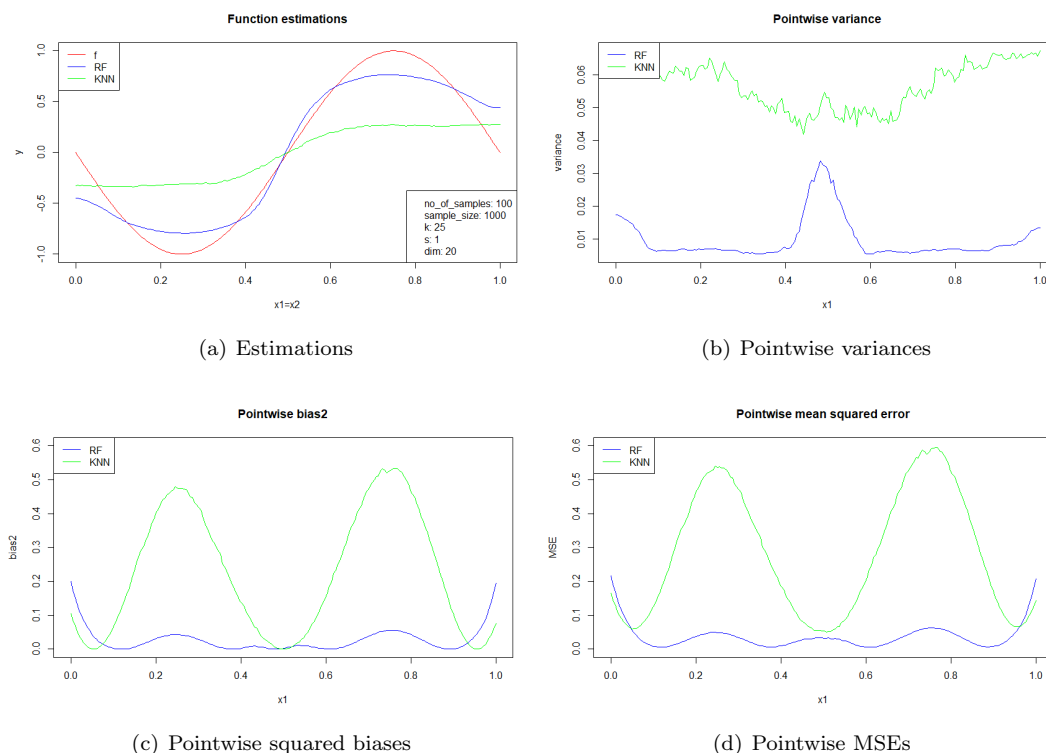 Function estimations
f
RF
KNN
1.0
0.5
0.0
-0.5
-1.0
y
no_of_samples: 100
sample_size: 1000
k: 25
s: 1
dim: 20
0.0 0.2 0.4 0.6 0.8 1.0
x1=x2
(a) Estimations
Pointwise variance
RF
KNN
0.06
0.05
0.04
0.03
0.02
0.01
variance
0.0 0.2 0.4 0.6 0.8 1.0
x1
(b) Pointwise variances
Pointwise bias2
RF
KNN
0.6
0.5
0.4
0.3
0.2
0.1
0.0
bias2
0.0 0.2 0.4 0.6 0.8 1.0
x1
(c) Pointwise squared biases
Pointwise mean squared error
RF
KNN
0.6
0.5
0.4
0.3
0.2
0.1
0.0
MSE
0.0 0.2 0.4 0.6 0.8 1.0
x1
(d) Pointwise MSEs